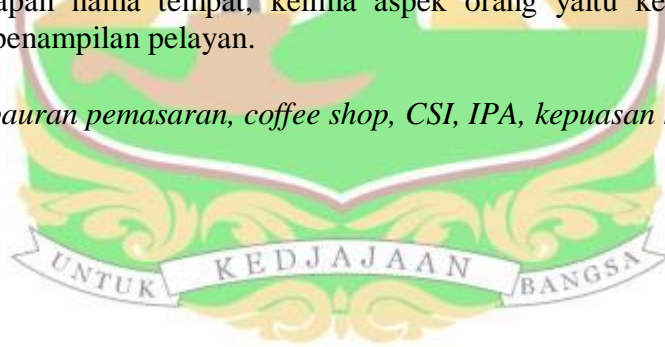 nama tempat, kelima aspek orang yaitu
penampilan pelayan.
pemasaran, coffee shop, CSI, IPA, kepuasan
UNTUK KEDJAJAAN BANGSA